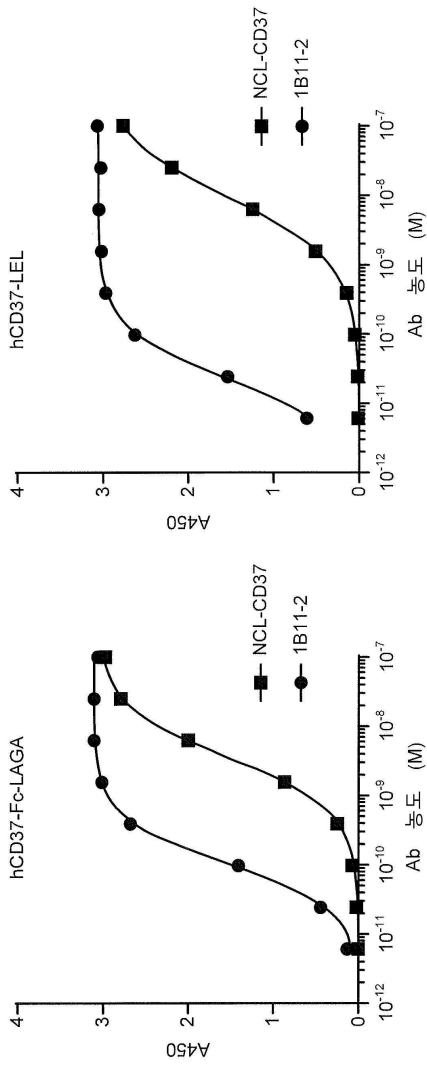 hCD37-Fc-LAGA
A450
4
3
2
1
0
10-12
10-11
10-10
10-9
10-8
10-7
Ab 농도 (M)
NCL-CD37
1B11-2
hCD37-LEL
A450
4
3
2
1
0
10-12
10-11
10-10
10-9
10-8
10-7
Ab 농도 (M)
NCL-CD37
1B11-2